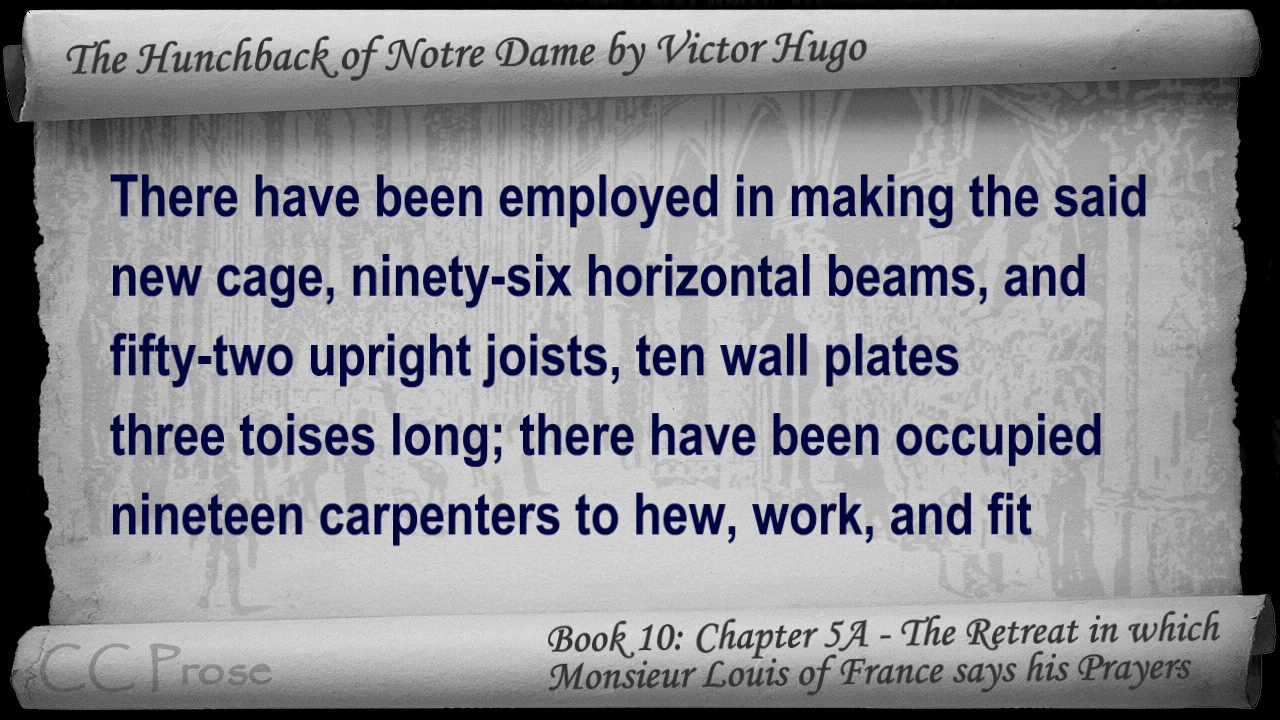 The Hunchback of Notre Dame by Victor Hugo
There have been employed in making the said
new cage, ninety-six horizontal beams, and
fifty-two upright joists, ten wall plates
three toises long; there have been occupied
nineteen carpenters to hew, work, and fit
CC Prose
Book 10: Chapter 5A - The Retreat in which
Monsieur Louis of France says his Prayers